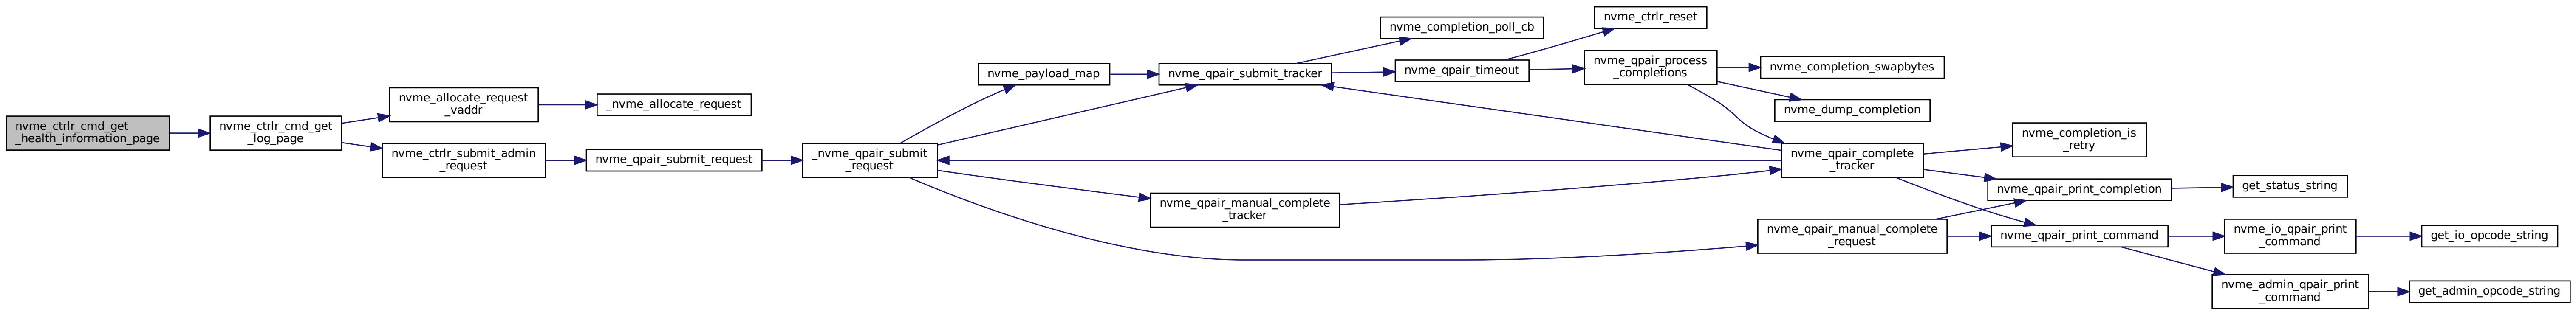 nvme_ctrlr_cmd_get
_health_information_page
nvme_ctrlr_cmd_get
_log_page
nvme_allocate_request
_vaddr
_nvme_allocate_request
nvme_ctrlr_submit_admin
_request
nvme_qpair_submit_request
_nvme_qpair_submit
_request
nvme_payload_map
nvme_qpair_submit_tracker
nvme_completion_poll_cb
nvme_qpair_timeout
nvme_ctrlr_reset
nvme_qpair_process
_completions
nvme_completion_swapbytes
nvme_dump_completion
nvme_qpair_complete
_tracker
nvme_completion_is
_retry
nvme_qpair_print_completion
get_status_string
nvme_qpair_manual_complete
_tracker
nvme_qpair_manual_complete
_request
nvme_qpair_print_command
nvme_io_qpair_print
_command
get_io_opcode_string
nvme_admin_qpair_print
_command
get_admin_opcode_string